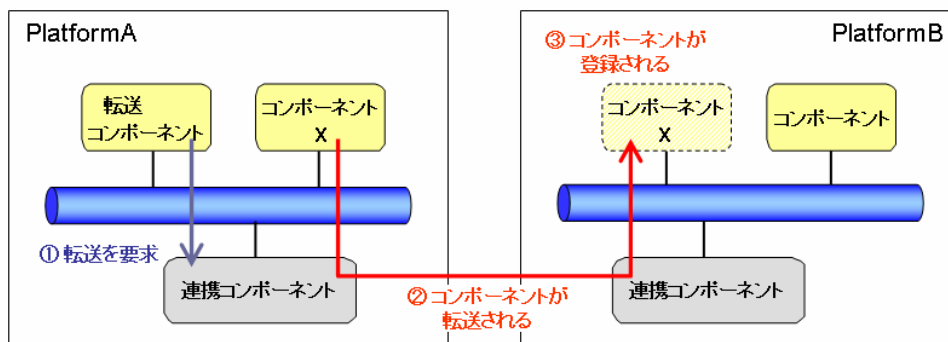 PlatformA
PlatformB
③コンポーネントが
登録される
転送
コンポーネント
コンポーネント
X
コンポーネント
X
コンポーネント
①転送を要求
連携コンポーネント
②コンポーネントが
転送される
連携コンポーネント